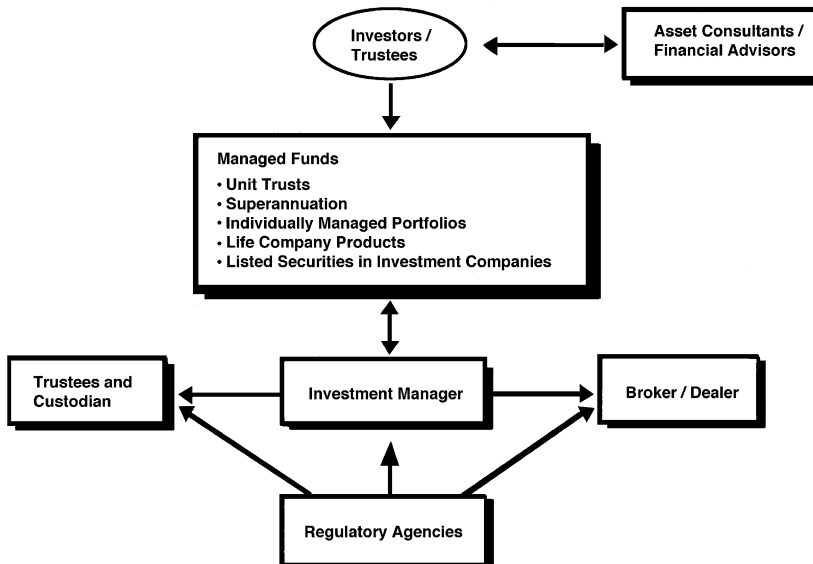 Investors /
Trustees
Asset Consultants /
Financial Advisors
Managed Funds
• Unit Trusts
• Superannuation
• Individually Managed Portfolios
• Life Company Products
• Listed Securities in Investment Companies
Trustees and
Custodian
Investment Manager
Broker / Dealer
Regulatory Agencies